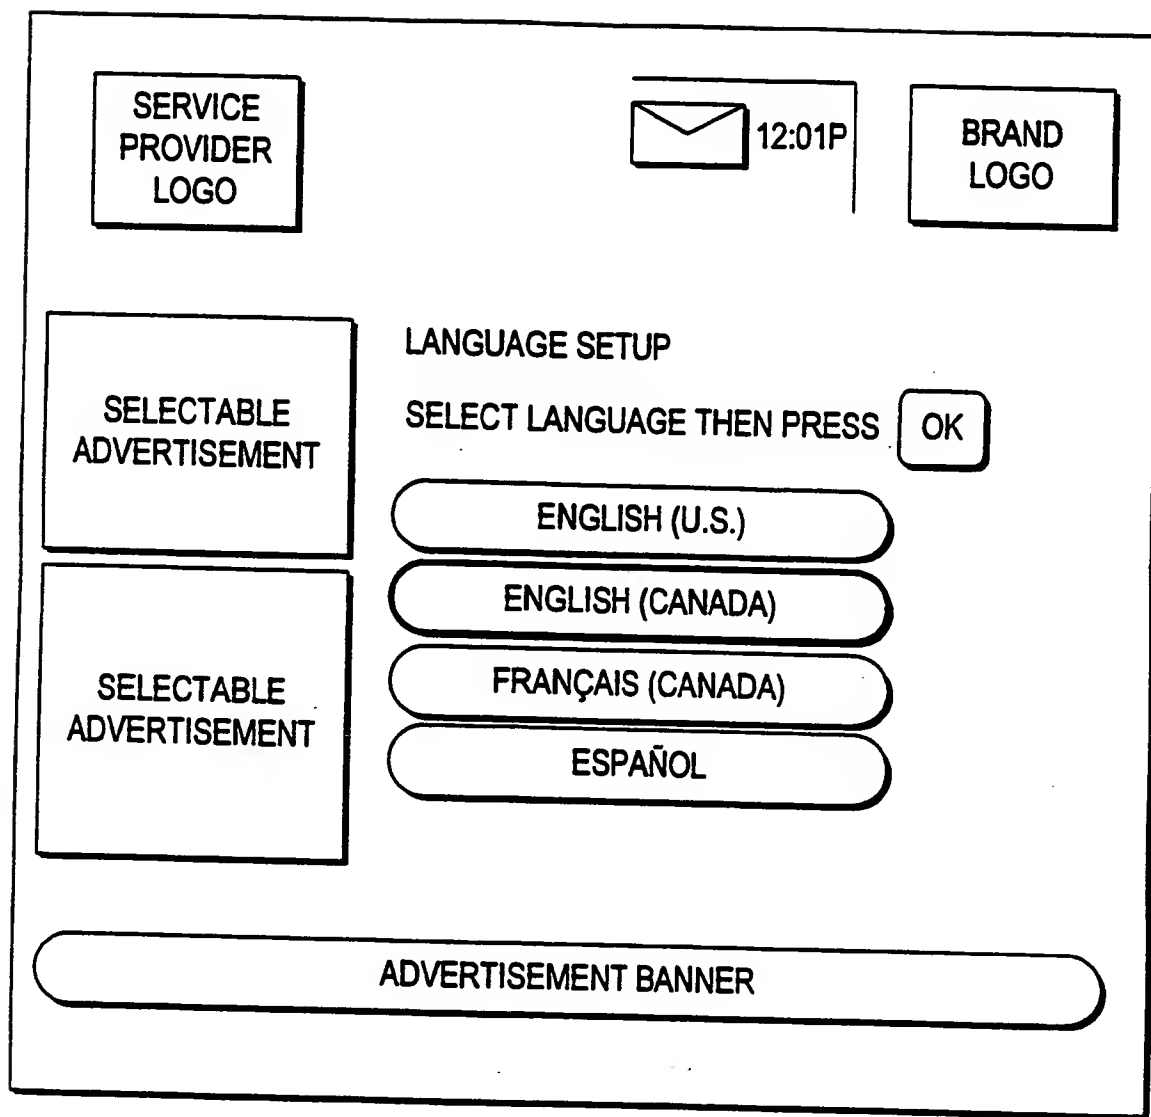 SERVICE
PROVIDER
LOGO
12:01P
BRAND
LOGO
SELECTABLE
ADVERTISEMENT
LANGUAGE SETUP
SELECT LANGUAGE THEN PRESS OK
ENGLISH (U.S.)
ENGLISH (CANADA)
FRANÇAIS (CANADA)
ESPAÑOL
SELECTABLE
ADVERTISEMENT
ADVERTISEMENT BANNER